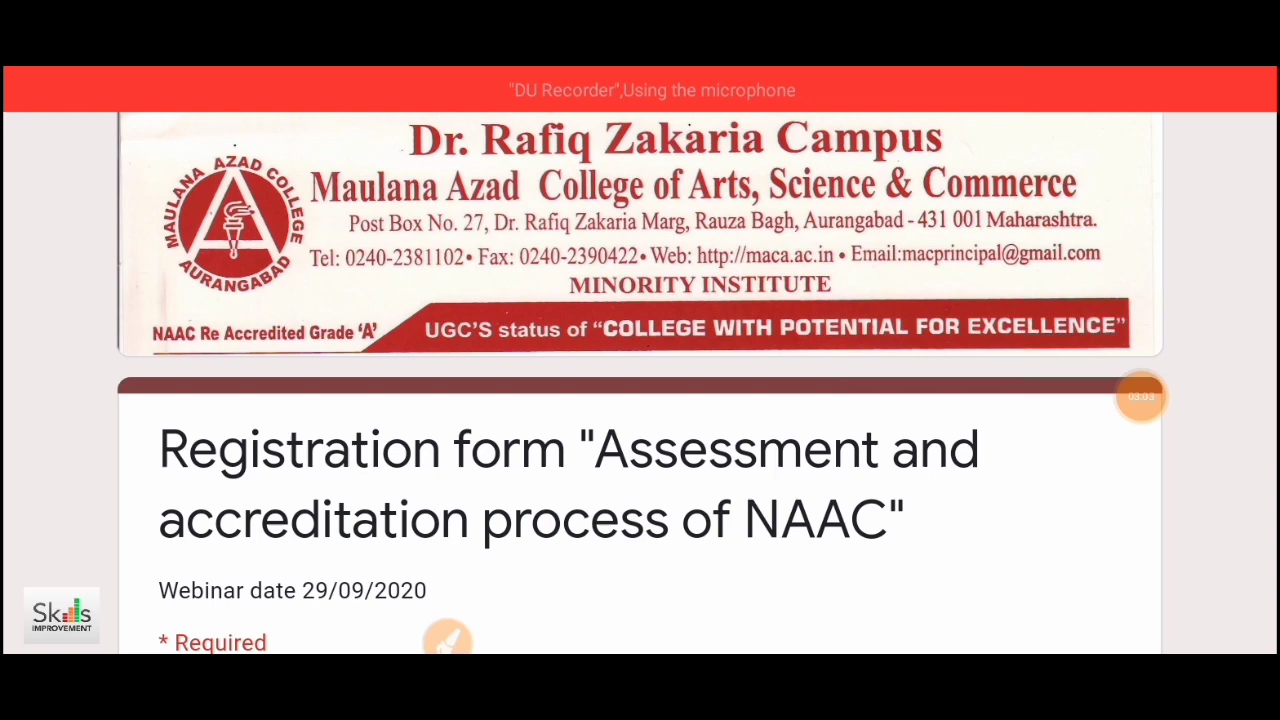 "DU Recorder",Using the microphone
Dr. Rafiq Zakaria Campus
Maulana Azad College of Arts, Science & Commerce
Post Box No. 27, Dr. Rafiq Zakaria Marg, Rauza Bagh, Aurangabad - 431 001 Maharashtra.
Tel: 0240-2381102• Fax: 0240-2390422• Web: http://maca.ac.in • Email:macprincipal@gmail.com
MINORITY INSTITUTE
MAULANA AZAD COLLEGE
AURANGABAD
NAAC Re Accredited Grade 'A'
UGC'S status of "COLLEGE WITH POTENTIAL FOR EXCELLENCE"
03:03
Registration form "Assessment and
accreditation process of NAAC"
Webinar date 29/09/2020
* Required
Skills
IMPROVEMENT